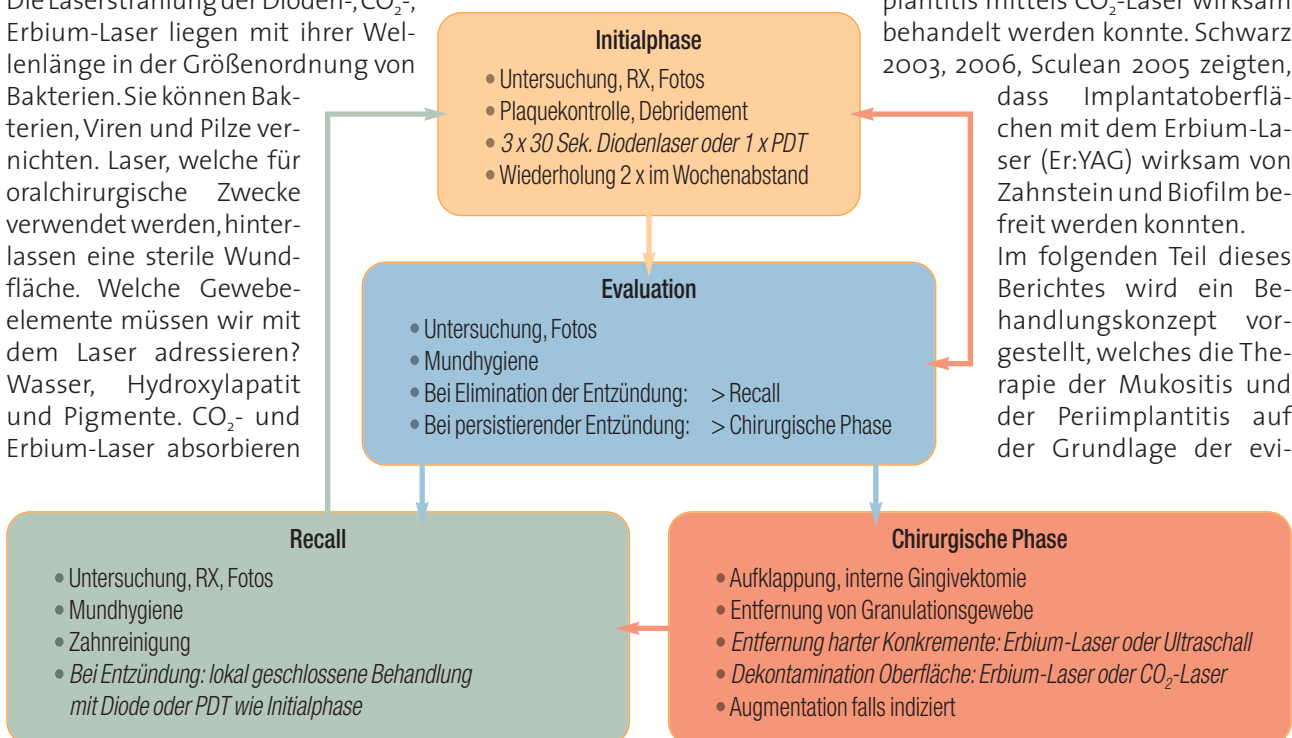 Die Laserstrahlung der Dioden-, CO₂-,
Erbium-Laser liegen mit ihrer Wel-
lenlänge in der Größenordnung von
Bakterien. Sie können Bak-
terien, Viren und Pilze ver-
nichten. Laser, welche für
oralchirurgische Zwecke
verwendet werden, hinter-
lassen eine sterile Wund-
fläche. Welche Gewebe-
elemente müssen wir mit
dem Laser adressieren?
Wasser, Hydroxylapatit
und Pigmente. CO₂- und
Erbium-Laser absorbieren
plantitis mittels CO₂-Laser wirksam
behandelt werden konnte. Schwarz
2003, 2006, Sculean 2005 zeigten,
dass Implantatoberflä-
chen mit dem Erbium-La-
ser (Er:YAG) wirksam von
Zahnstein und Biofilm be-
freit werden konnten.
Im folgenden Teil dieses
Berichtes wird ein Be-
handlungskonzept vor-
gestellt, welches die The-
rapie der Mukositis und
der Periimplantitis auf
der Grundlage der evi-
Initialphase
• Untersuchung, RX, Fotos
• Plaquekontrolle, Debridement
• 3 x 30 Sek. Diodenlaser oder 1 x PDT
• Wiederholung 2 x im Wochenabstand
Evaluation
• Untersuchung, Fotos
• Mundhygiene
• Bei Elimination der Entzündung: > Recall
• Bei persistierender Entzündung: > Chirurgische Phase
Recall
• Untersuchung, RX, Fotos
• Mundhygiene
• Zahnreinigung
• Bei Entzündung: lokal geschlossene Behandlung
mit Diode oder PDT wie Initialphase
Chirurgische Phase
• Aufklappung, interne Gingivektomie
• Entfernung von Granulationsgewebe
• Entfernung harter Konkremente: Erbium-Laser oder Ultraschall
• Dekontamination Oberfläche: Erbium-Laser oder CO₂-Laser
• Augmentation falls indiziert